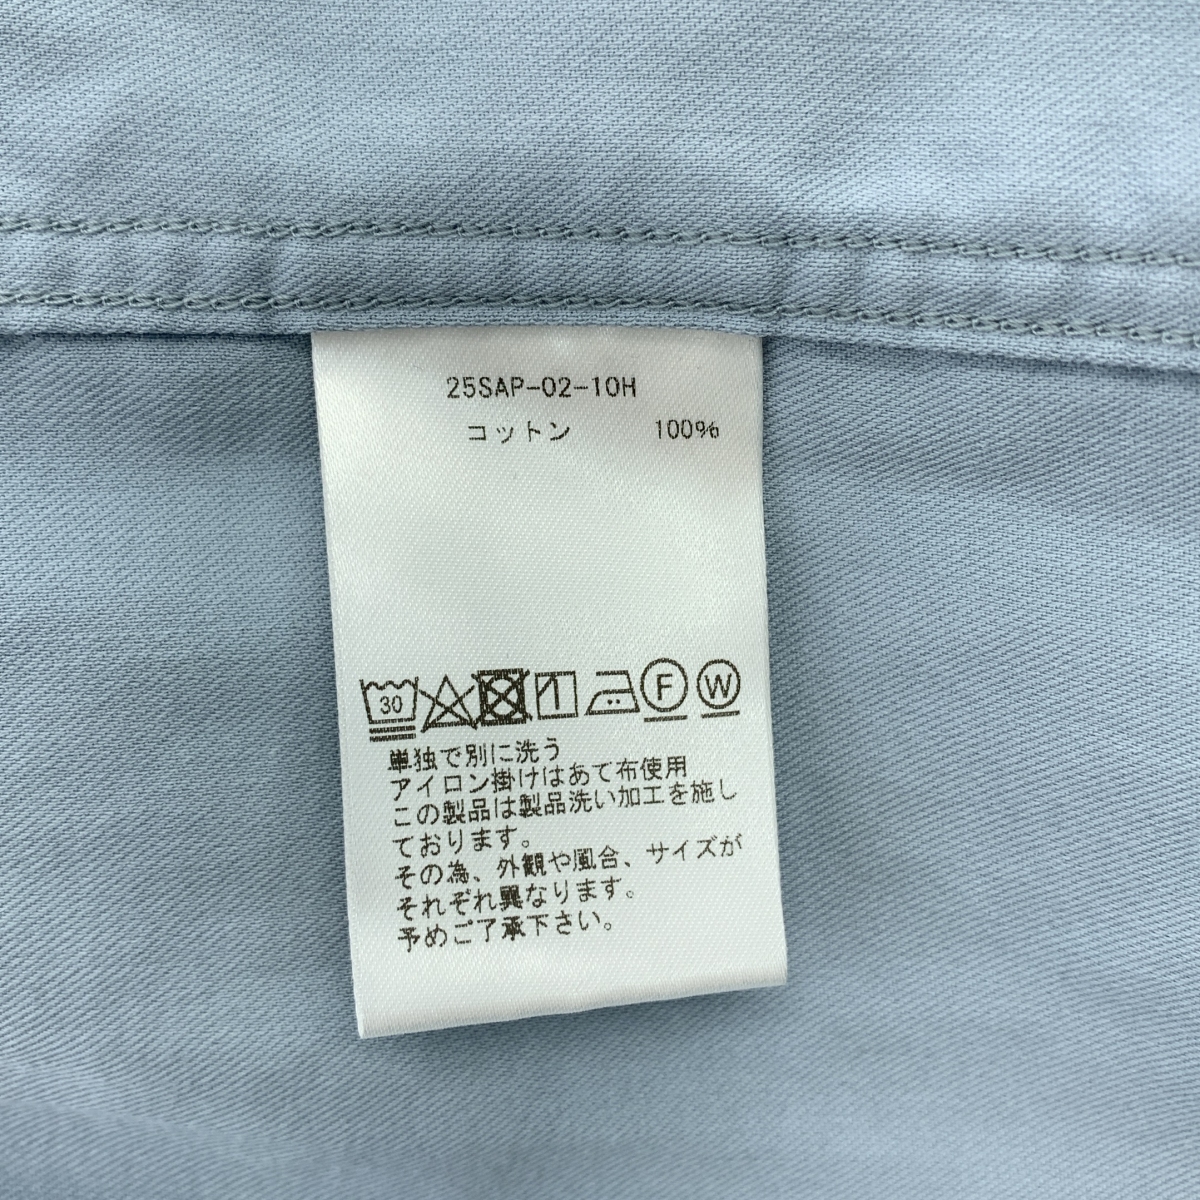 25SAP-02-10H
コットン 100%
30 F W
単独で別に洗う
アイロン掛けはあて布使用
この製品は製品洗い加工を施し
ております。
その為、外観や風合、サイズが
それぞれ異なります。
予めご了承下さい。